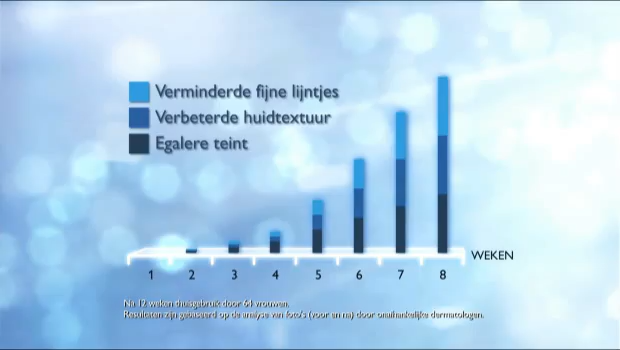 Verminderde fijne lijntjes
Verbeterde huidtextuur
Egalere teint
WEKEN
1 2 3 4 5 6 7 8
Na 12 weken thuisgebruik door 64 vrouwen.
Resultaten zijn gebaseerd op de analyse van foto's (voor en na) door onafhankelijke dermatologen.